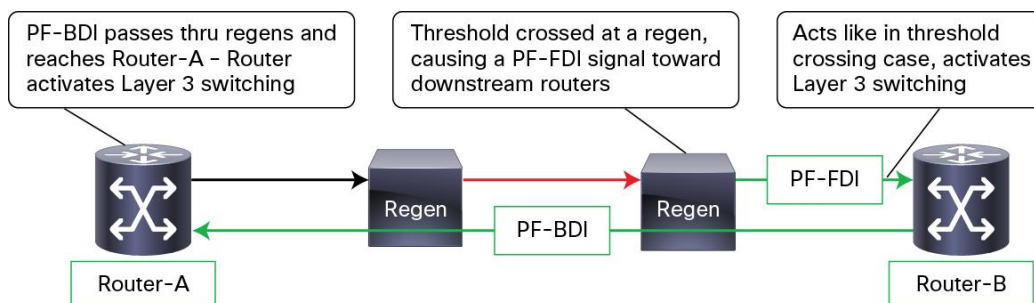 PF-BDI passes thru regens and
reaches Router-A – Router
activates Layer 3 switching
Threshold crossed at a regen,
causing a PF-FDI signal toward
downstream routers
Acts like in threshold
crossing case, activates
Layer 3 switching
Regen
Regen
PF-FDI
PF-BDI
Router-A
Router-B